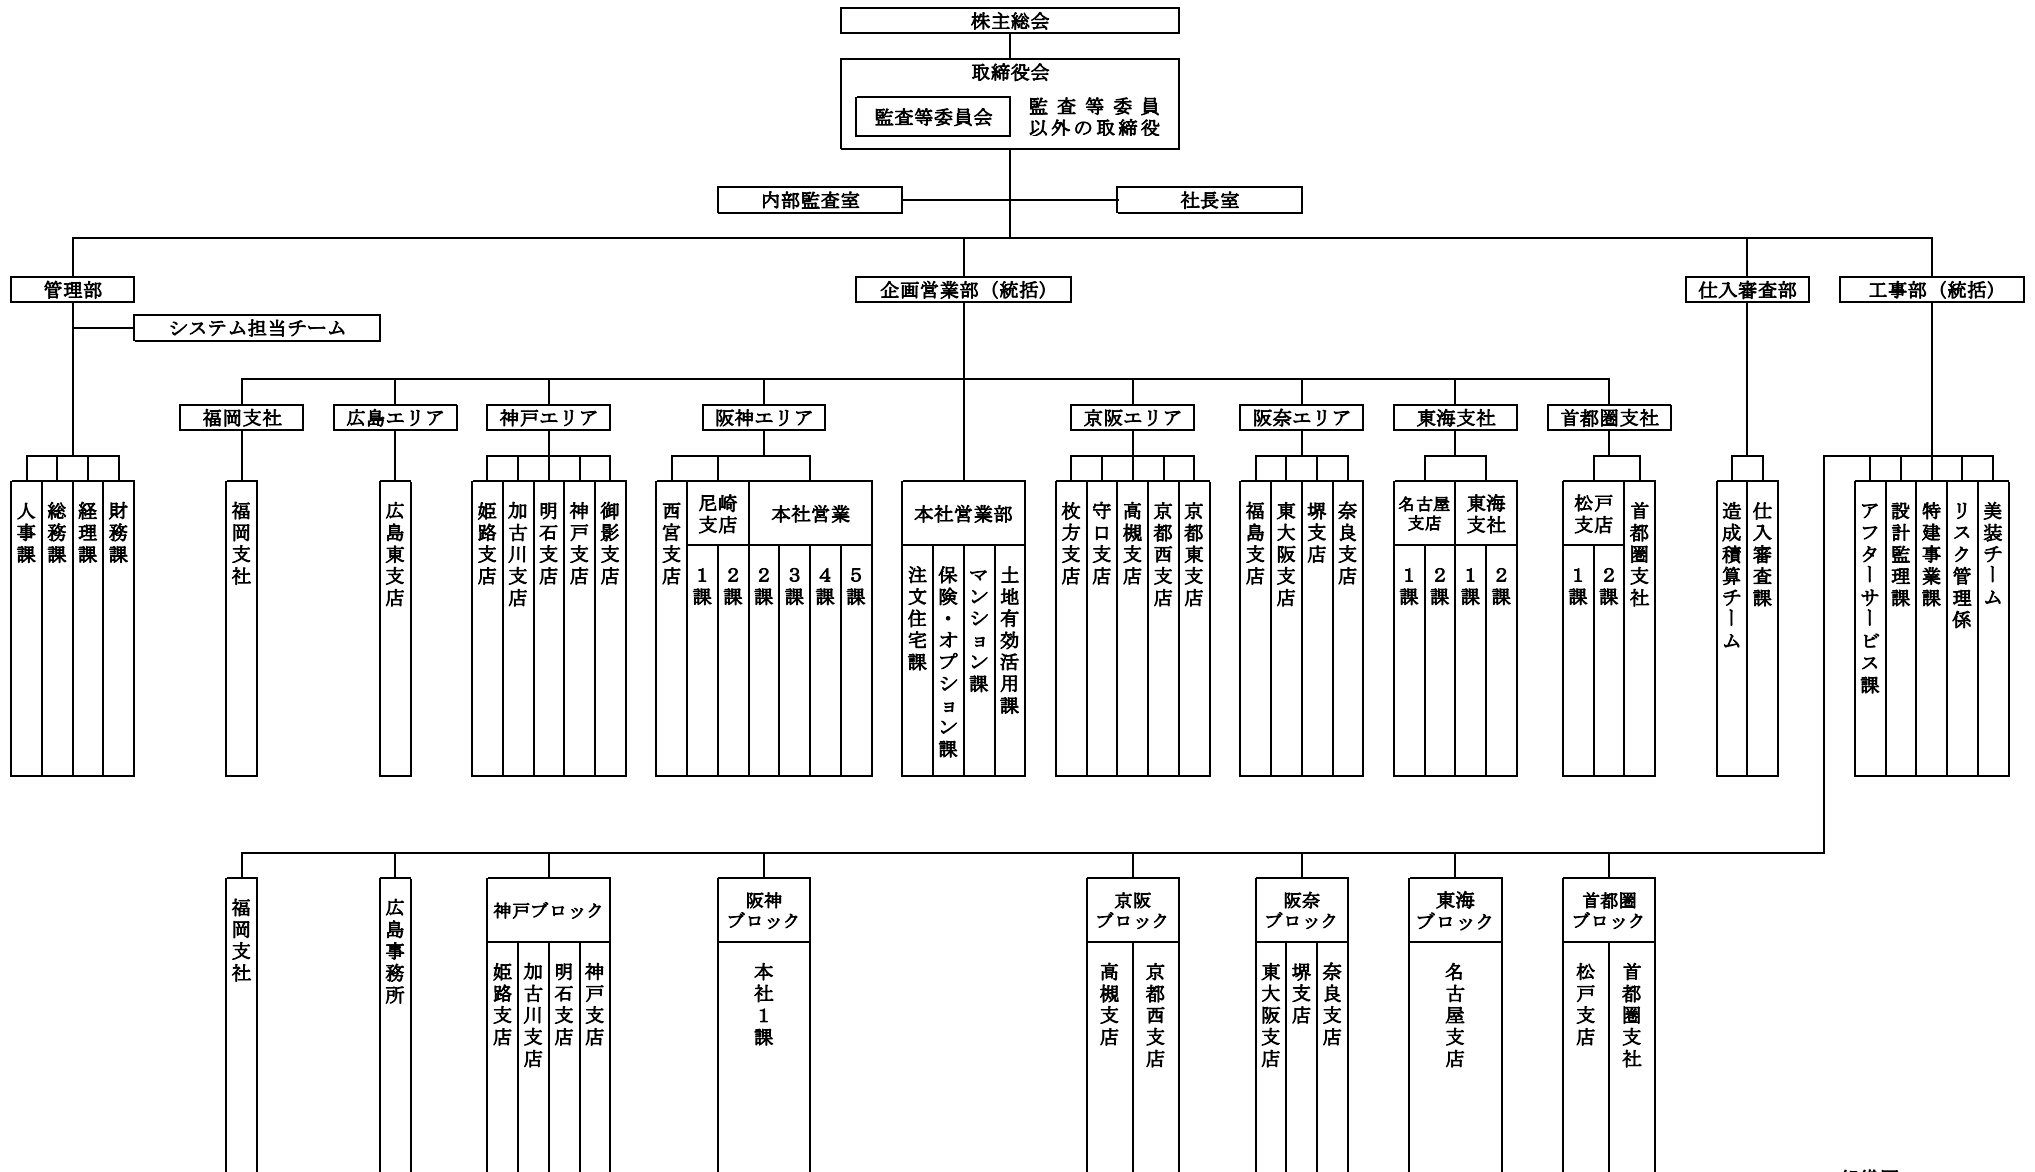 株主総会
取締役会
監査等委員会
監査等委員
以外の取締役
内部監査室
社長室
管理部
企画営業部（統括）
仕入審査部
工事部（統括）
システム担当チーム
福岡支社
広島エリア
神戸エリア
阪神エリア
京阪エリア
阪奈エリア
東海支社
首都圏支社
人事課
総務課
経理課
財務課
福岡支社
広島東支店
姫路支店
加古川支店
明石支店
神戸支店
御影支店
西宮支店
尼崎
支店
1課
2課
本社営業
2課
3課
4課
5課
本社営業部
注文住宅課
保険・オプション課
マンション課
土地有効活用課
枚方支店
守口支店
高槻支店
京都西支店
京都東支店
福島支店
東大阪支店
堺支店
奈良支店
名古屋
支店
1課
2課
東海
支社
1課
2課
松戸
支店
1課
2課
首都圏支社
造成積算チーム
仕入審査課
アフターサービス課
設計監理課
特建事業課
リスク管理係
美装チーム
福岡支社
広島事務所
神戸ブロック
姫路支店
加古川支店
明石支店
神戸支店
阪神
ブロック
本社1課
京阪
ブロック
高槻支店
京都西支店
阪奈
ブロック
東大阪支店
堺支店
奈良支店
東海
ブロック
名古屋支店
首都圏
ブロック
松戸支店
首都圏支社